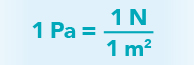 1 Pa = 1 N / 1 m²